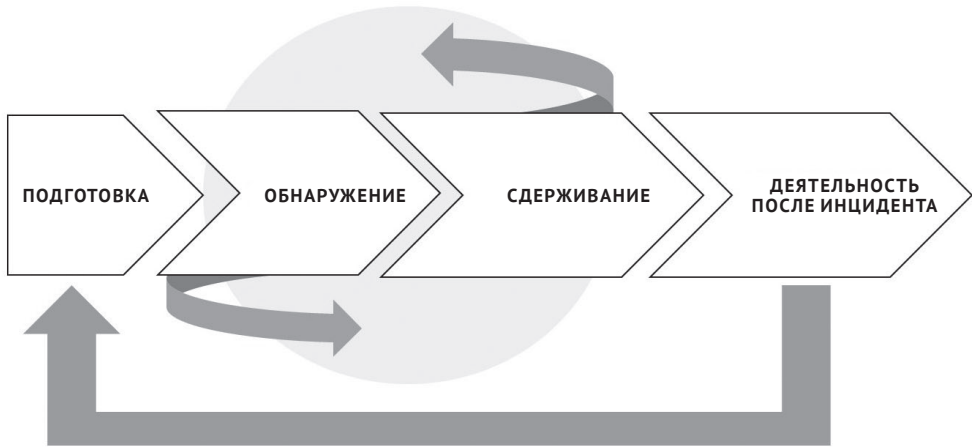 ПОДГОТОВКА
ОБНАРУЖЕНИЕ
СДЕРЖИВАНИЕ
ДЕЯТЕЛЬНОСТЬ
ПОСЛЕ ИНЦИДЕНТА